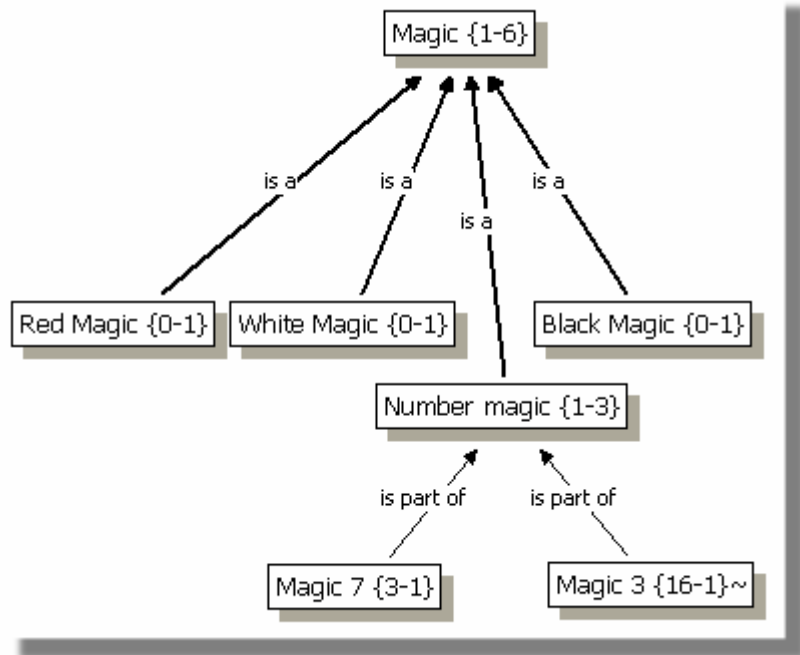 Magic {1-6}
is a
is a
is a
is a
Red Magic {0-1}
White Magic {0-1}
Black Magic {0-1}
Number magic {1-3}
is part of
is part of
Magic 7 {3-1}
Magic 3 {16-1}~